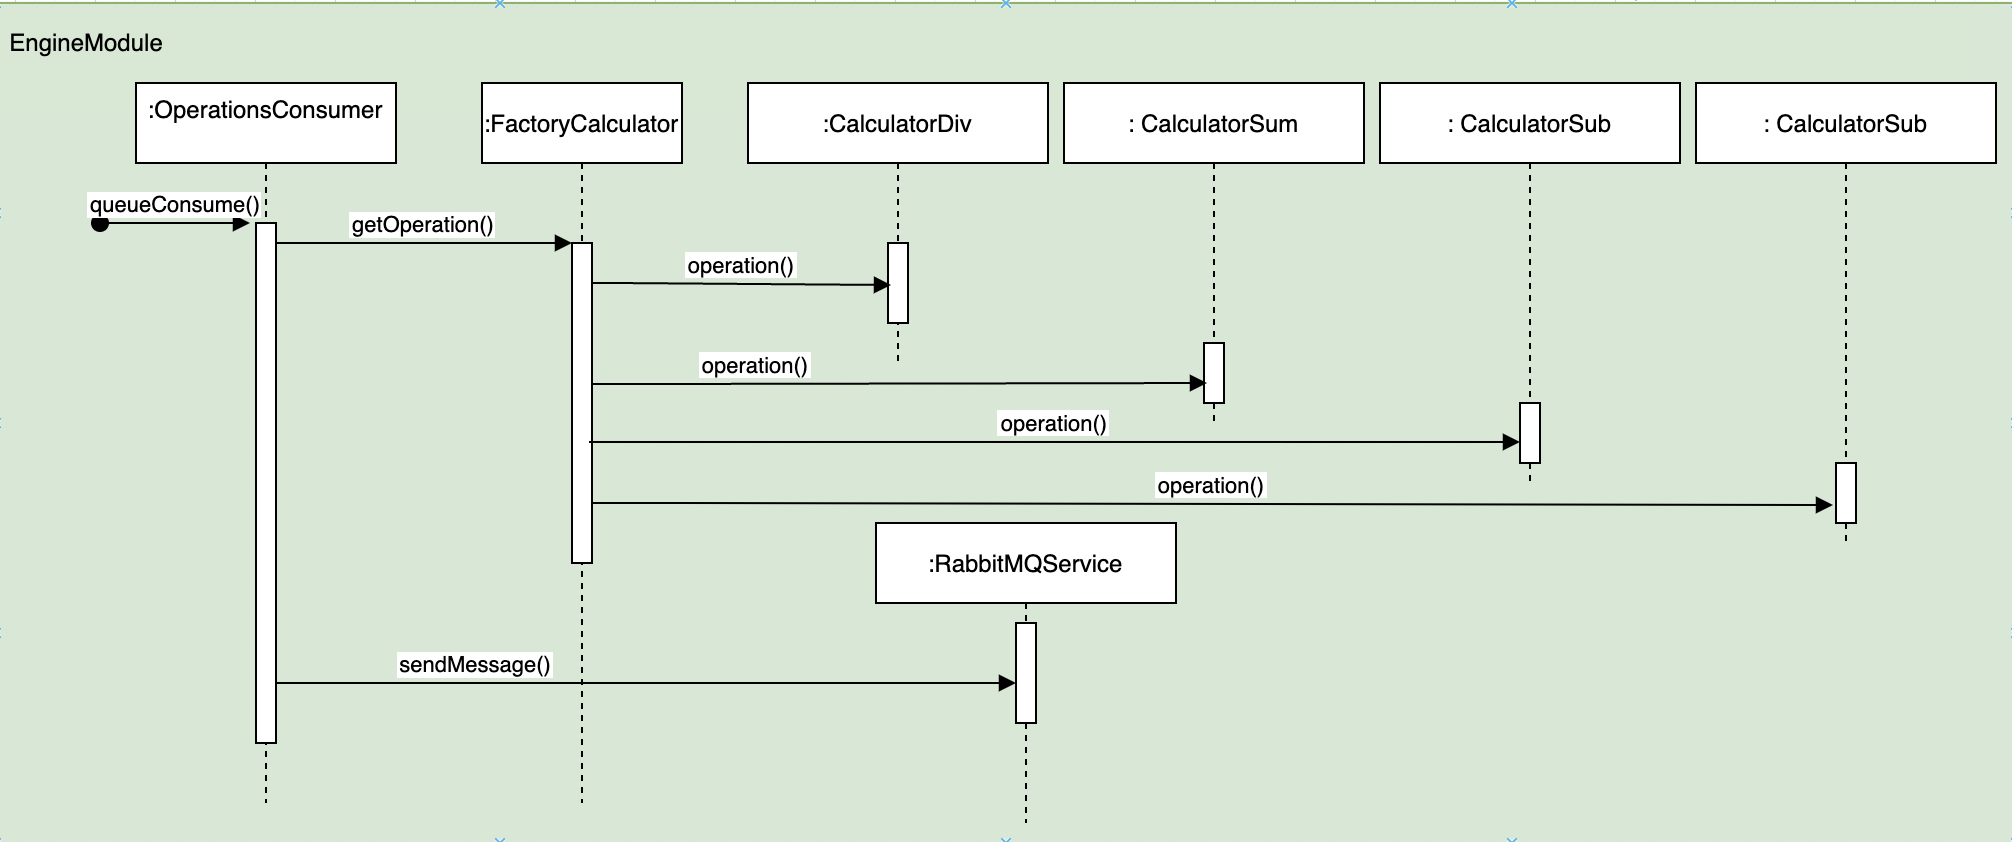 EngineModule
:OperationsConsumer
:FactoryCalculator
:CalculatorDiv
: CalculatorSum
: CalculatorSub
: CalculatorSub
queueConsume()
getOperation()
operation()
operation()
operation()
operation()
:RabbitMQService
sendMessage()